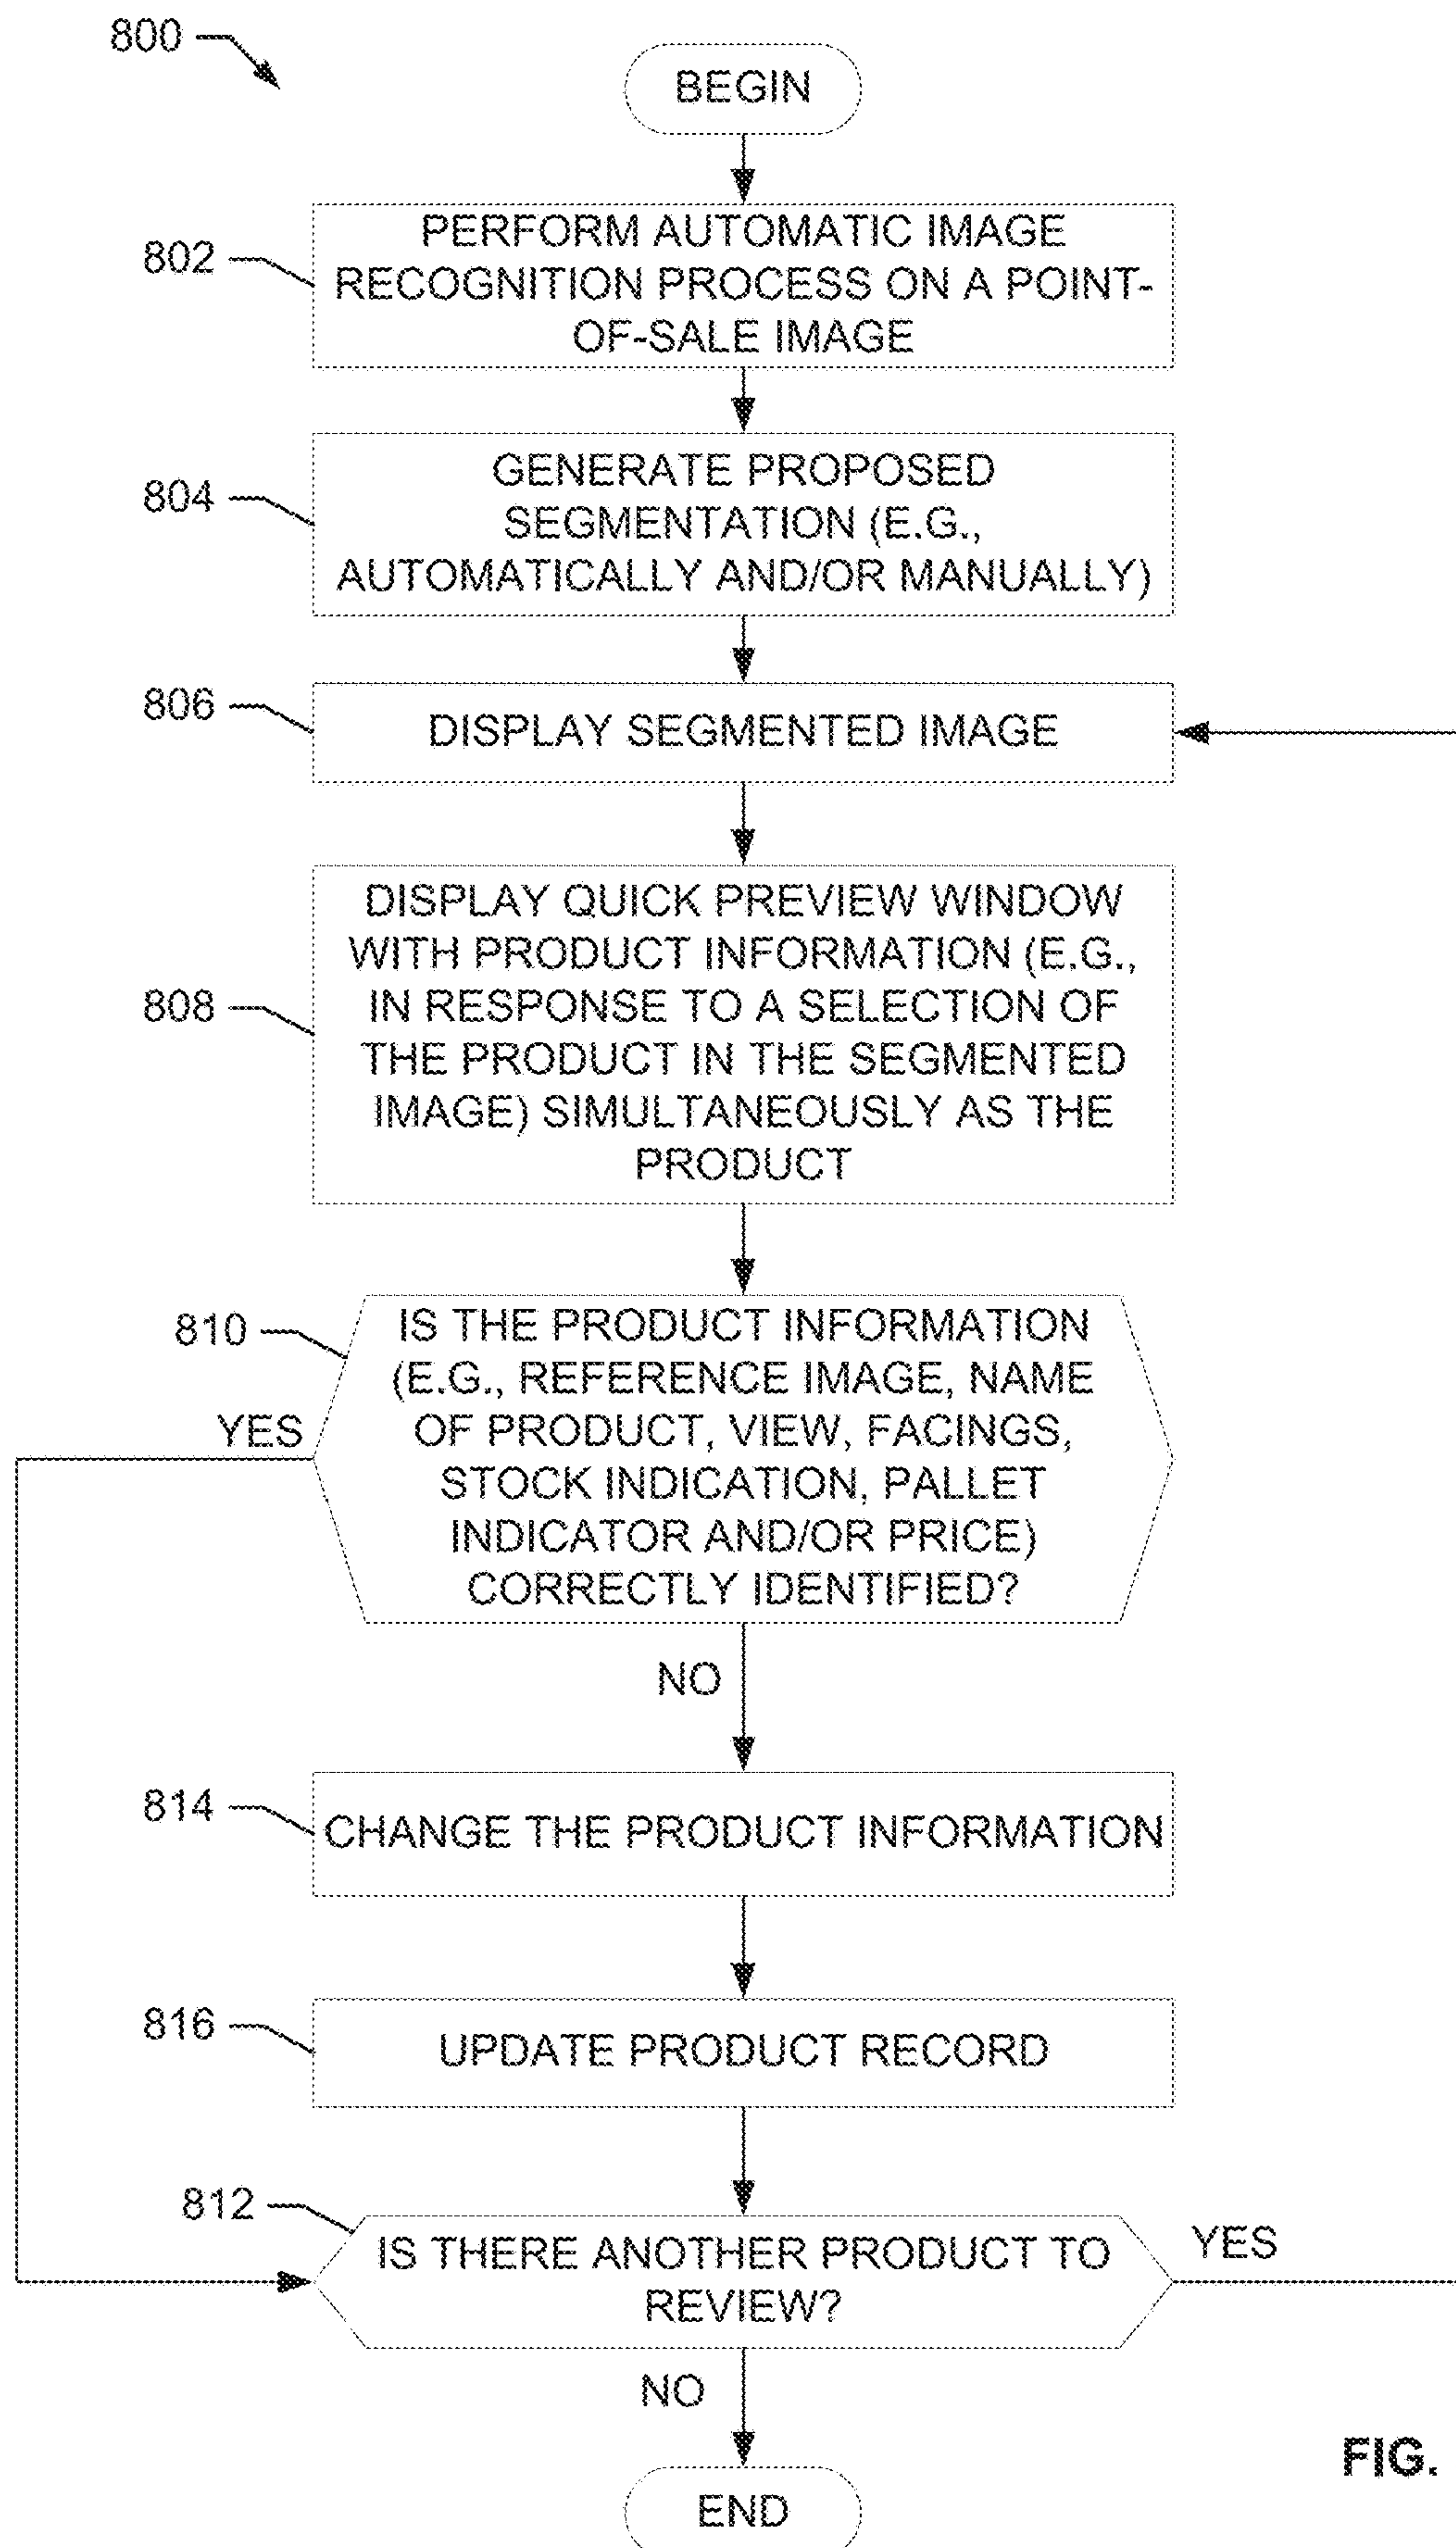 800
BEGIN
802
PERFORM AUTOMATIC IMAGE
RECOGNITION PROCESS ON A POINT-
OF-SALE IMAGE
804
GENERATE PROPOSED
SEGMENTATION (E.G.,
AUTOMATICALLY AND/OR MANUALLY)
806
DISPLAY SEGMENTED IMAGE
808
DISPLAY QUICK PREVIEW WINDOW
WITH PRODUCT INFORMATION (E.G.,
IN RESPONSE TO A SELECTION OF
THE PRODUCT IN THE SEGMENTED
IMAGE) SIMULTANEOUSLY AS THE
PRODUCT
810
IS THE PRODUCT INFORMATION
(E.G., REFERENCE IMAGE, NAME
OF PRODUCT, VIEW, FACINGS,
STOCK INDICATION, PALLET
INDICATOR AND/OR PRICE)
CORRECTLY IDENTIFIED?
YES
NO
814
CHANGE THE PRODUCT INFORMATION
816
UPDATE PRODUCT RECORD
812
IS THERE ANOTHER PRODUCT TO
REVIEW?
YES
NO
END
FIG.